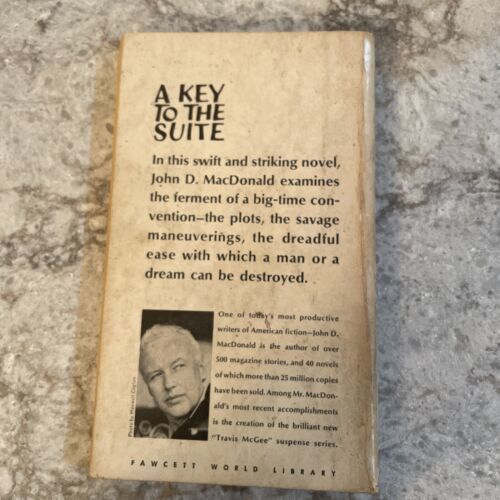 A KEY
TO THE
SUITE
In this swift and striking novel,
John D. MacDonald examines
the ferment of a big-time con-
vention—the plots, the savage
maneuverings, the dreadful
ease with which a man or a
dream can be destroyed.
One of today's most productive
writers of American fiction—John D.
MacDonald is the author of over
500 magazine stories, and 40 novels
of which more than 25 million copies
have been sold. Among Mr. MacDon-
ald's most recent accomplishments
is the creation of the brilliant new
"Travis McGee" suspense series.
Photo by
FAWCETT WORLD LIBRARY